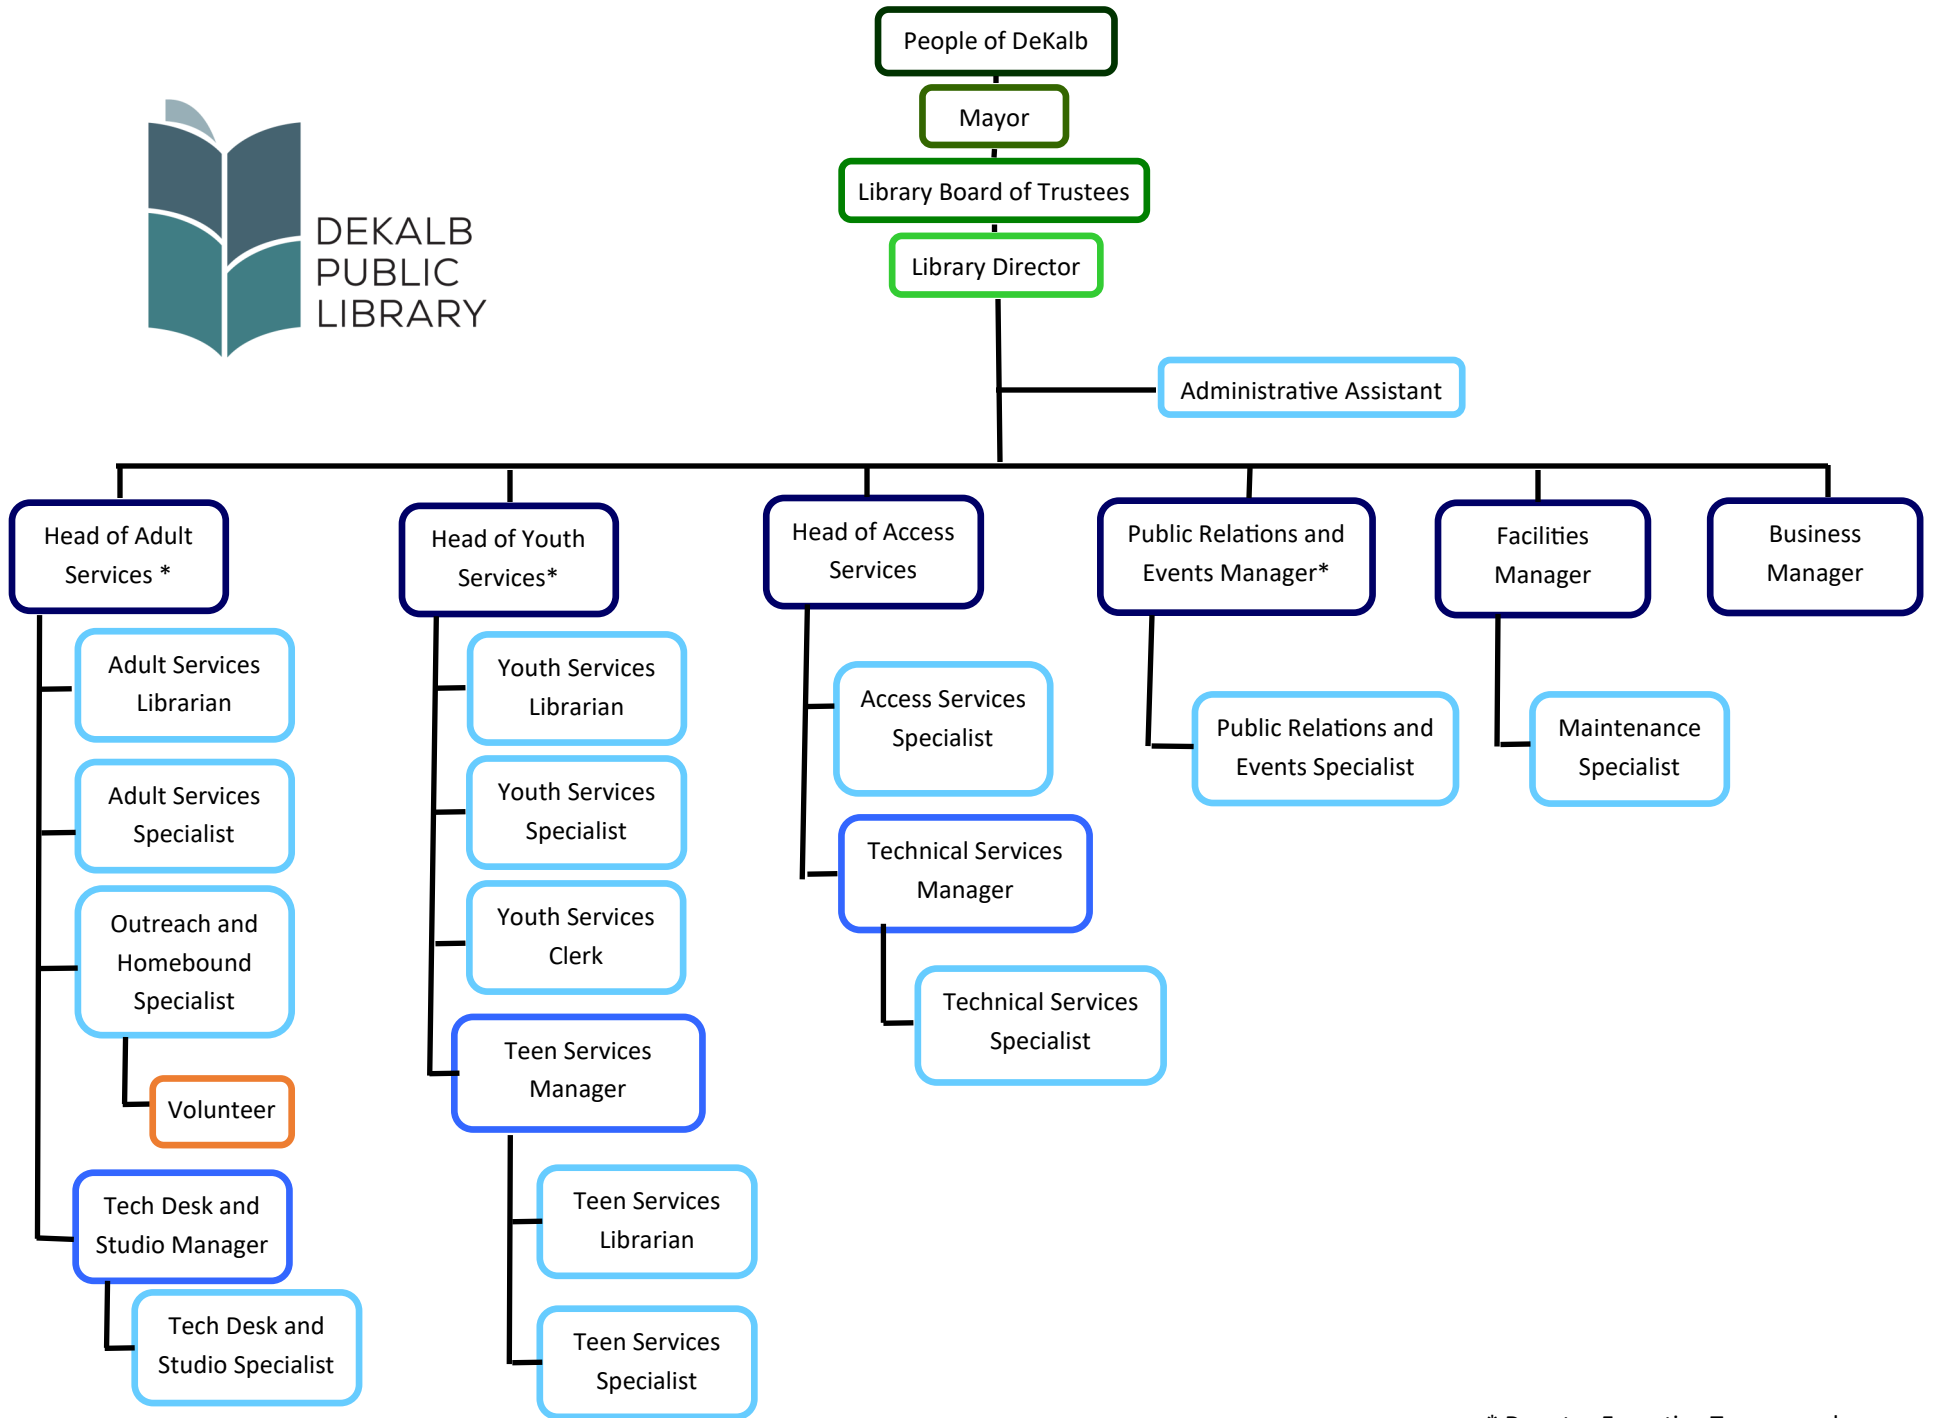 People of DeKalb
Mayor
Library Board of Trustees
Library Director
DEKALB
PUBLIC
LIBRARY
Administrative Assistant
Head of Adult
Services *
Head of Youth
Services*
Head of Access
Services
Public Relations and
Events Manager*
Facilities
Manager
Business
Manager
Adult Services
Librarian
Adult Services
Specialist
Outreach and
Homebound
Specialist
Volunteer
Tech Desk and
Studio Manager
Tech Desk and
Studio Specialist
Youth Services
Librarian
Youth Services
Specialist
Youth Services
Clerk
Teen Services
Manager
Teen Services
Librarian
Teen Services
Specialist
Access Services
Specialist
Technical Services
Manager
Technical Services
Specialist
Public Relations and
Events Specialist
Maintenance
Specialist